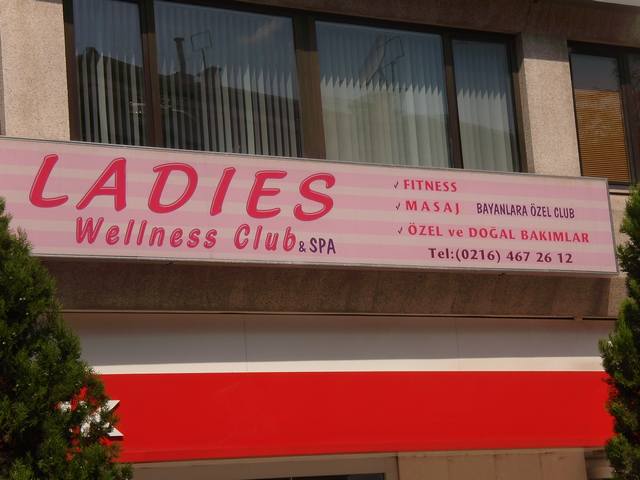 LADIES
Wellness Club & SPA
✓ FITNESS
✓ MASAJ BAYANLARA ÖZEL CLUB
✓ ÖZEL ve DOĞAL BAKIMLAR
Tel:(0216) 467 26 12
K